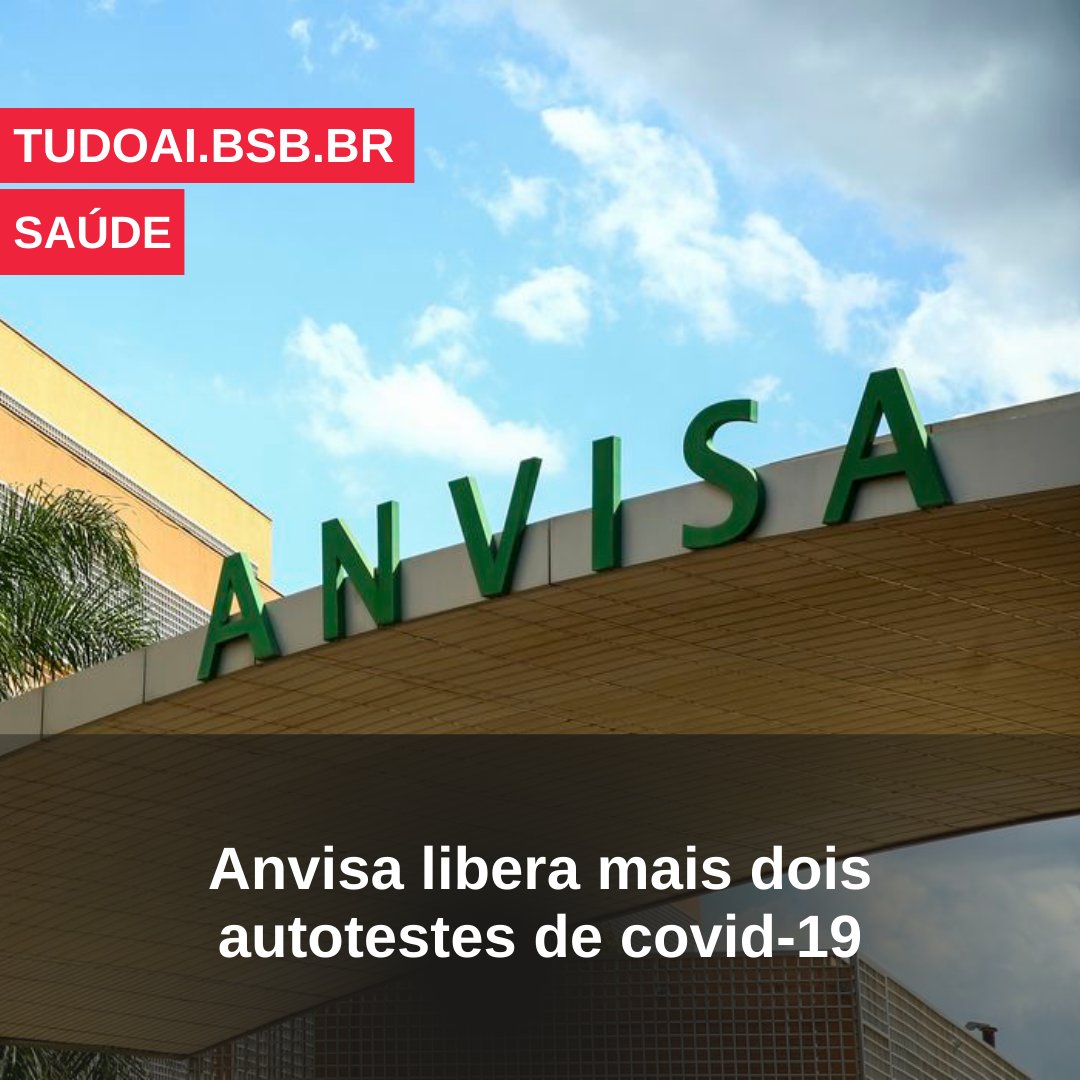 TUDOAI.BSB.BR
SAÚDE
ANVISA
Anvisa libera mais dois
autotestes de covid-19